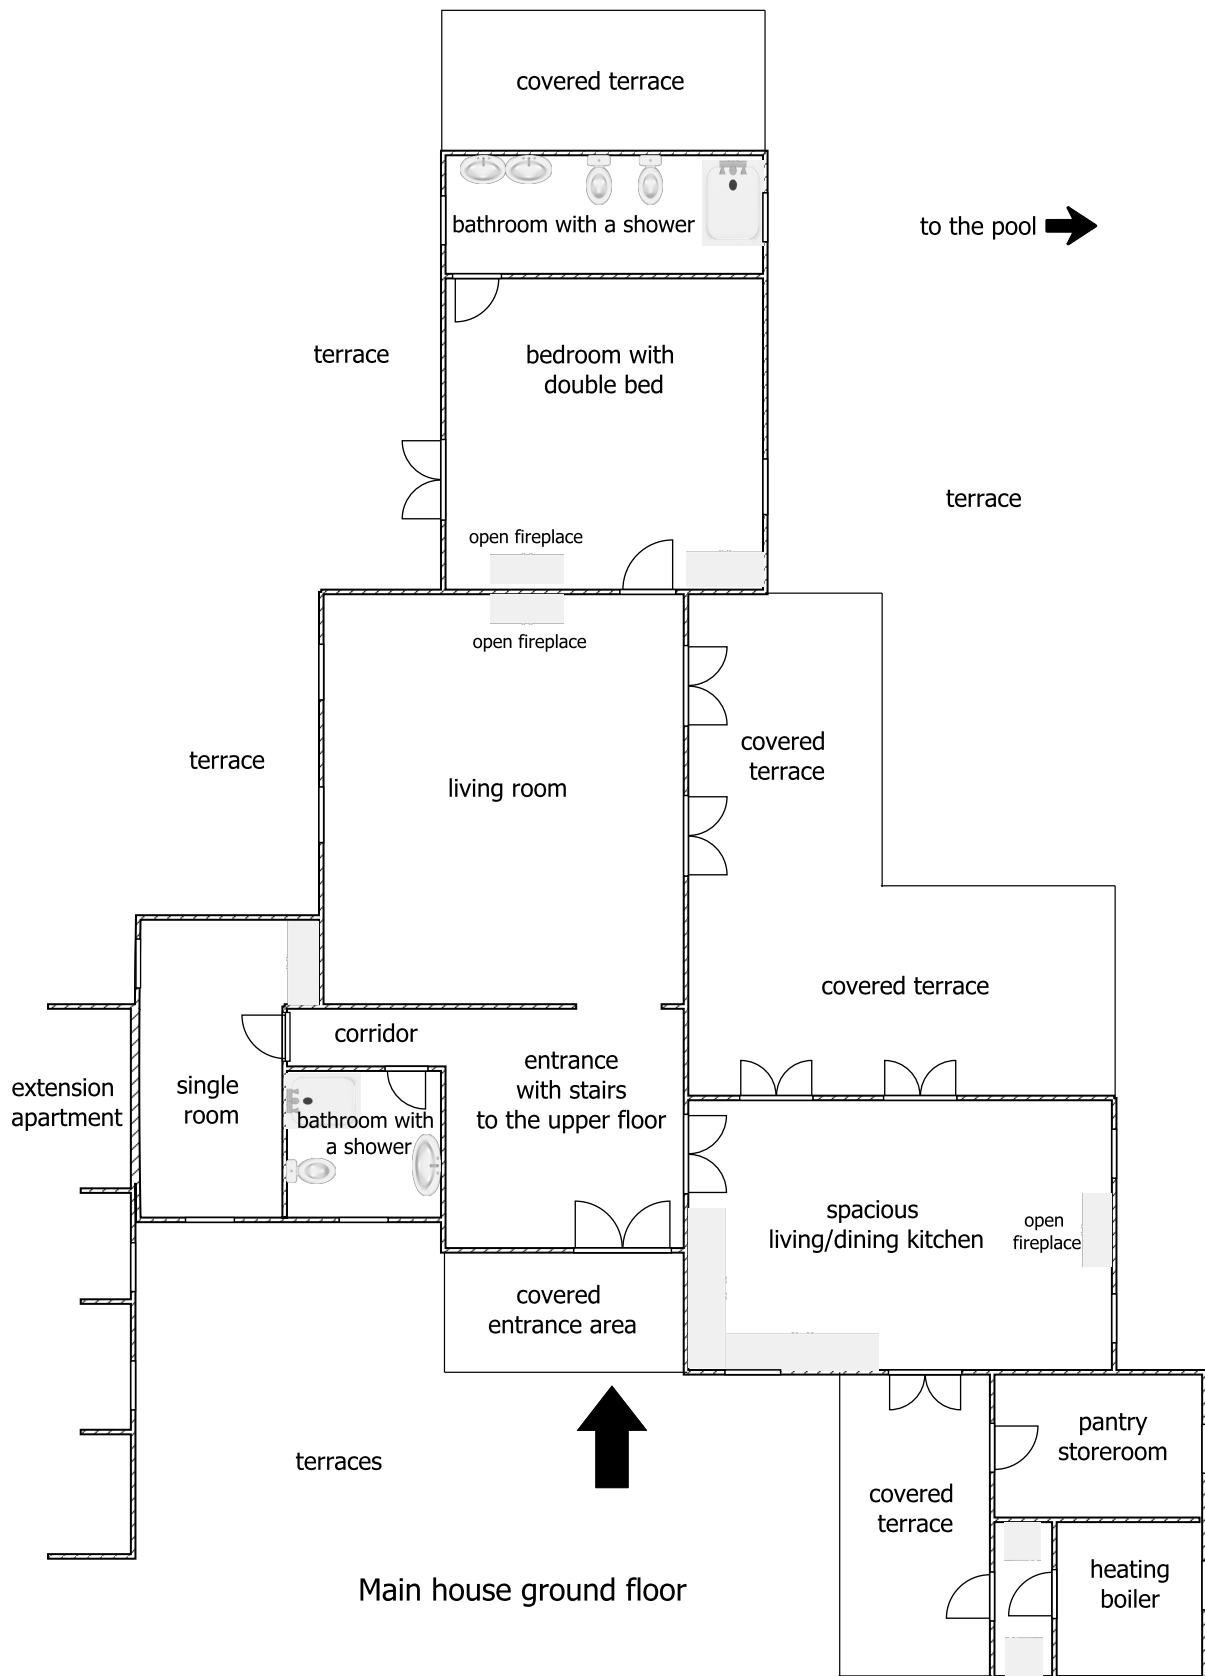 covered terrace
bathroom with a shower
to the pool
terrace
bedroom with
double bed
terrace
open fireplace
open fireplace
covered
terrace
terrace
living room
covered terrace
corridor
entrance
with stairs
to the upper floor
extension
apartment
single
room
bathroom with
a shower
spacious
living/dining kitchen
open
fireplace
covered
entrance area
pantry
storeroom
terraces
covered
terrace
heating
boiler
Main house ground floor